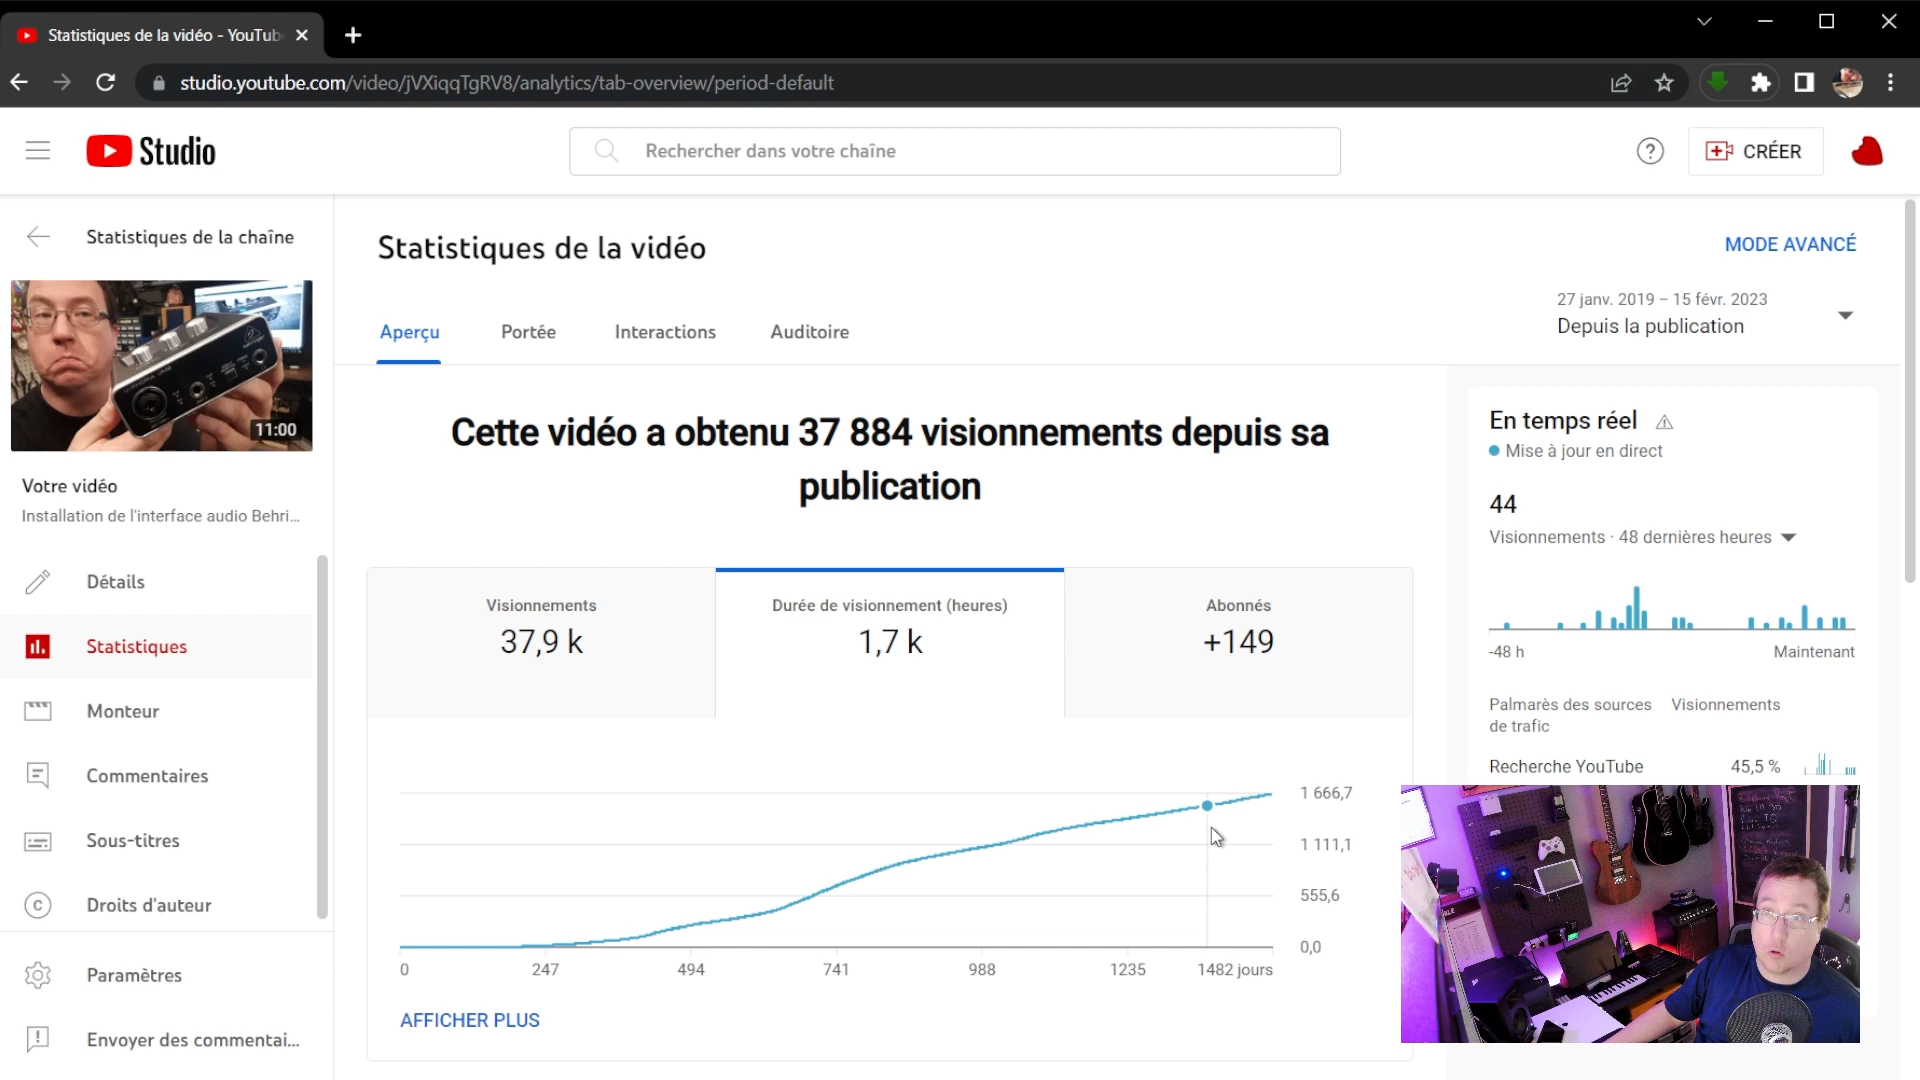 Statistiques de la vidéo - YouTub
studio.youtube.com/video/jVXiqqTgRV8/analytics/tab-overview/period-default
Studio
Rechercher dans votre chaîne
CRÉER
Statistiques de la chaîne
11:00
Votre vidéo
Installation de l'interface audio Behri...
Détails
Statistiques
Monteur
Commentaires
Sous-titres
Droits d'auteur
Paramètres
Envoyer des commentai...
Statistiques de la vidéo
MODE AVANCÉ
27 janv. 2019 – 15 févr. 2023
Depuis la publication
Aperçu
Portée
Interactions
Auditoire
Cette vidéo a obtenu 37 884 visionnements depuis sa
publication
Visionnements
37,9 k
Durée de visionnement (heures)
1,7 k
Abonnés
+149
1 666,7
1 111,1
555,6
0,0
0
247
494
741
988
1235
1482 jours
AFFICHER PLUS
En temps réel
Mise à jour en direct
44
Visionnements · 48 dernières heures
-48 h
Maintenant
Palmarès des sources
de trafic
Visionnements
Recherche YouTube
45,5 %